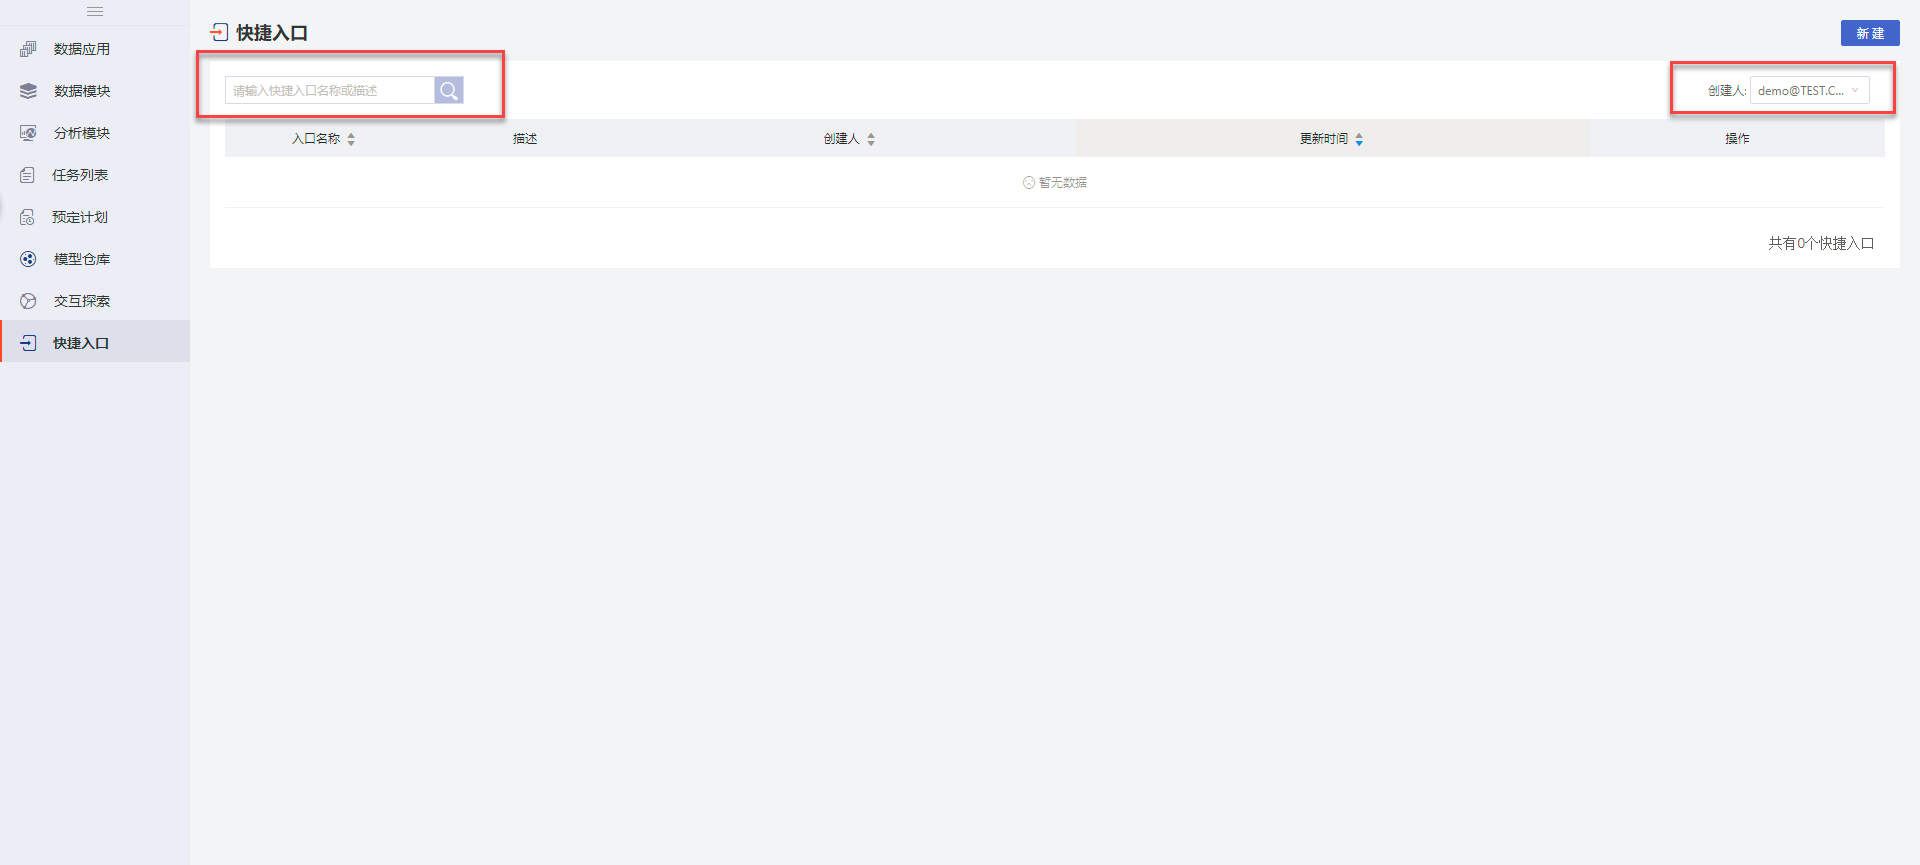 数据应用
数据模块
分析模块
任务列表
预定计划
模型仓库
交互探索
快捷入口
快捷入口
新建
请输入快捷入口名称或描述
创建人: demo@TEST.C...
入口名称 描述 创建人 更新时间 操作
暂无数据
共有0个快捷入口